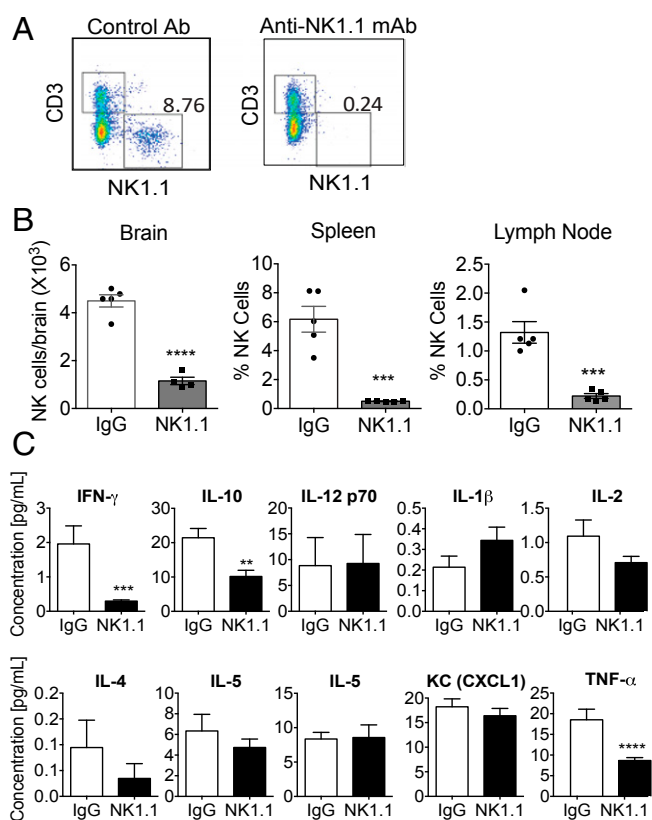 A
Control Ab
Anti-NK1.1 mAb
CD3
8.76
NK1.1
CD3
0.24
NK1.1
B
Brain
Spleen
Lymph Node
NK cells/brain (X10³)
6
4
2
0
****
IgG
NK1.1
% NK Cells
10
8
6
4
2
0
***
IgG
NK1.1
% NK Cells
2.5
2.0
1.5
1.0
0.5
0.0
***
IgG
NK1.1
C
Concentration [pg/mL]
IFN-γ
3
2
1
0
***
IgG NK1.1
IL-10
30
20
10
0
**
IgG NK1.1
IL-12 p70
20
15
10
5
0
IgG NK1.1
IL-1β
0.5
0.4
0.3
0.2
0.1
0.0
IgG NK1.1
IL-2
1.5
1.0
0.5
0.0
IgG NK1.1
Concentration [pg/mL]
IL-4
0.2
0.2
0.1
0.1
0.0
IgG NK1.1
IL-5
8
6
4
2
0
IgG NK1.1
IL-5
15
10
5
0
IgG NK1.1
KC (CXCL1)
25
20
15
10
5
0
IgG NK1.1
TNF-α
25
20
15
10
5
0
****
IgG NK1.1